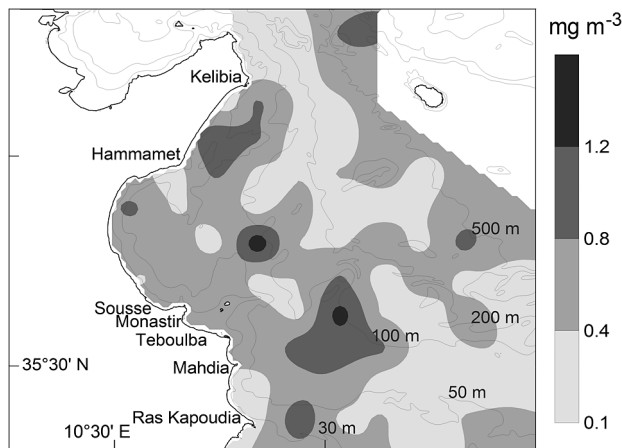 mg m-3
Kelibia
Hammamet
1.2
500 m
0.8
Sousse
Monastir
200 m
Teboulba
100 m
0.4
35°30' N
Mahdia
50 m
Ras Kapoudia
0.1
10°30' E
30 m